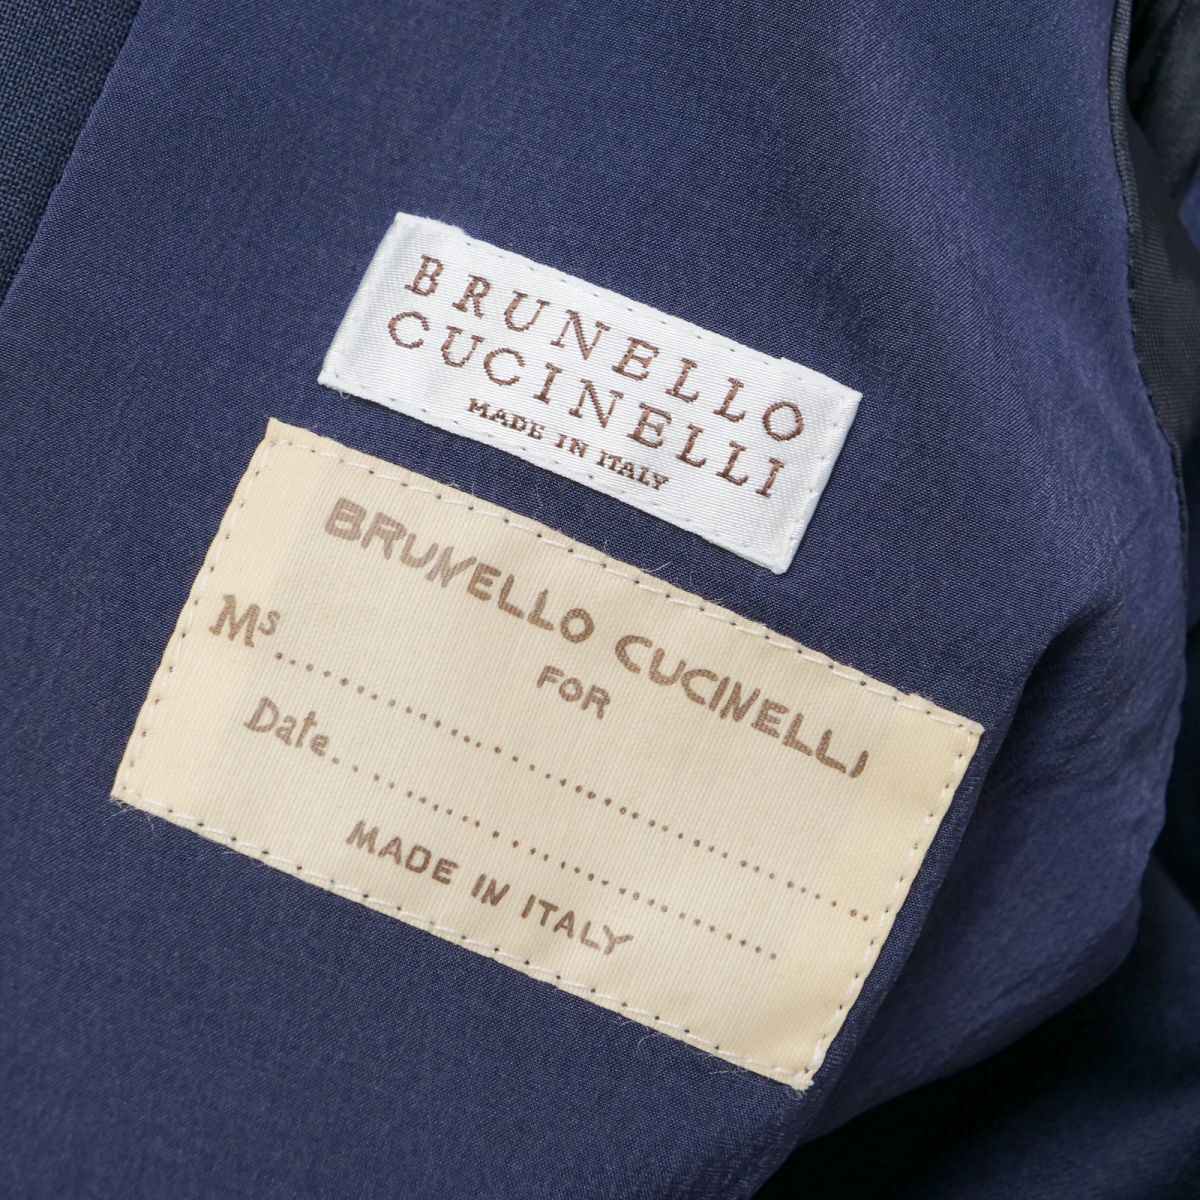 BRUNELLO
CUCINELLI
MADE IN ITALY
BRUNELLO CUCINELLI
FOR
Ms..............................
Date..............................
MADE IN ITALY